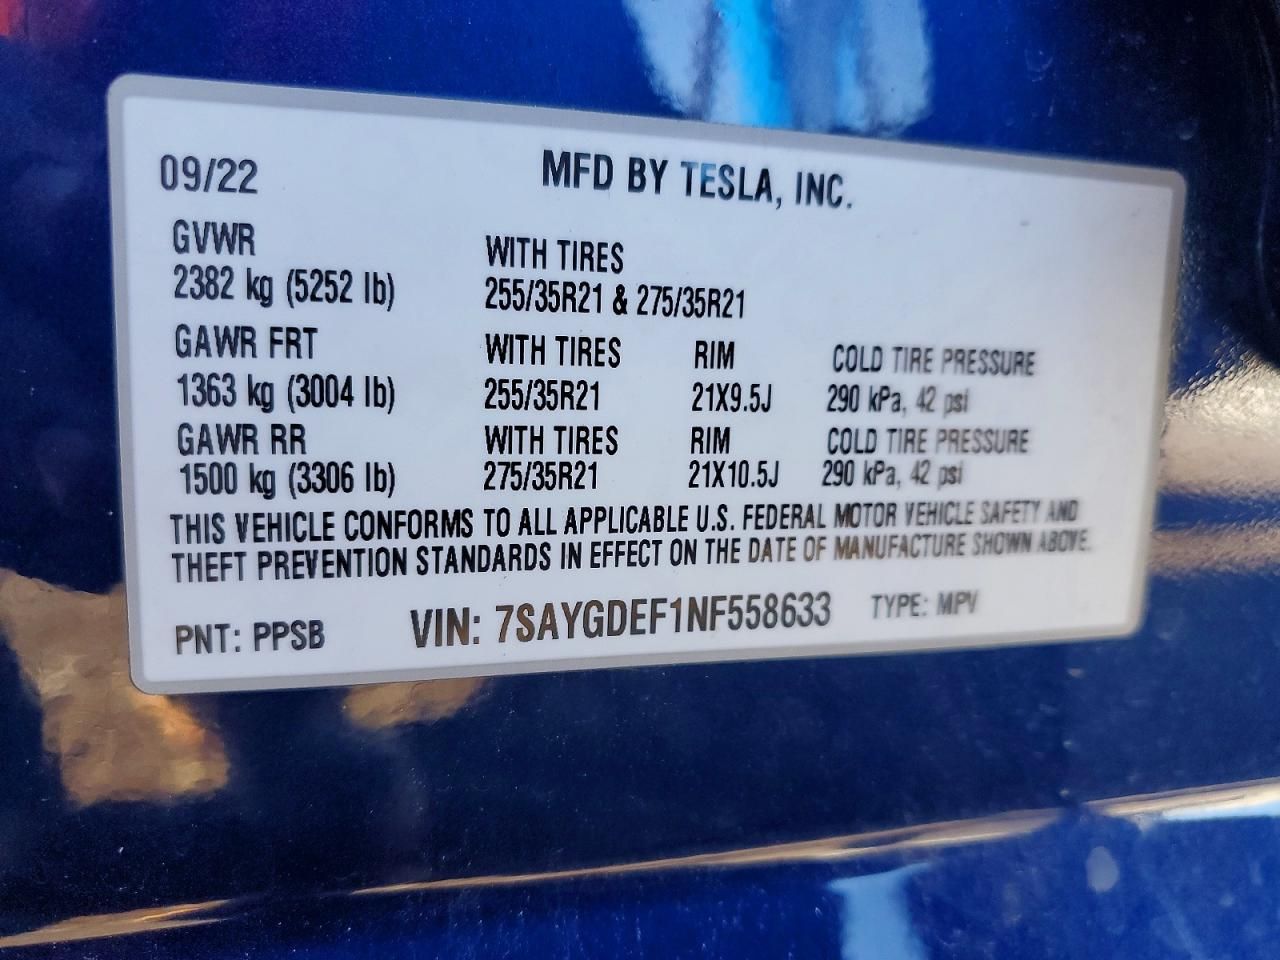 09/22 MFD BY TESLA, INC.
GVWR WITH TIRES
2382 kg (5252 lb) 255/35R21 & 275/35R21
GAWR FRT WITH TIRES RIM COLD TIRE PRESSURE
1363 kg (3004 lb) 255/35R21 21X9.5J 290 kPa, 42 psi
GAWR RR WITH TIRES RIM COLD TIRE PRESSURE
1500 kg (3306 lb) 275/35R21 21X10.5J 290 kPa, 42 psi
THIS VEHICLE CONFORMS TO ALL APPLICABLE U.S. FEDERAL MOTOR VEHICLE SAFETY AND
THEFT PREVENTION STANDARDS IN EFFECT ON THE DATE OF MANUFACTURE SHOWN ABOVE.
PNT: PPSB VIN: 7SAYGDEF1NF558633 TYPE: MPV